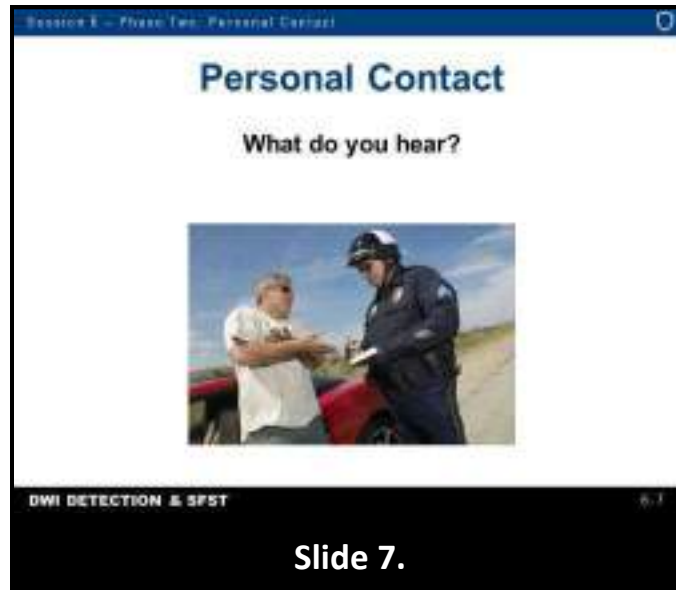 Session 6 – Phase Two: Personal Contact
Personal Contact
What do you hear?
DWI DETECTION & SFST
6-7
Slide 7.